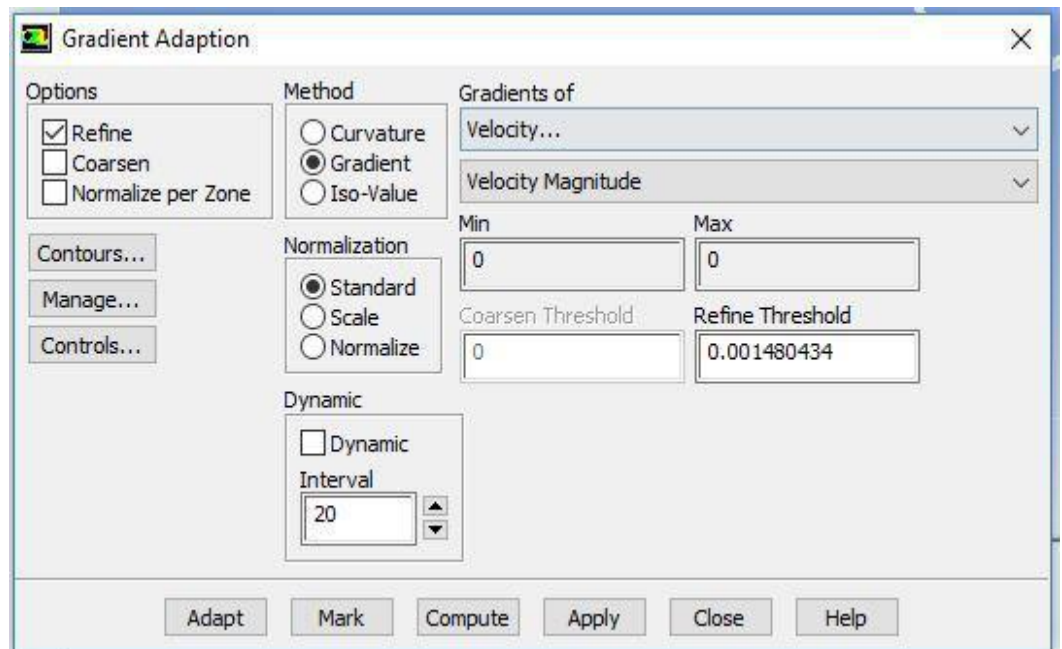 Gradient Adaption
Options
Refine
Coarsen
Normalize per Zone
Contours...
Manage...
Controls...
Method
Curvature
Gradient
Iso-Value
Normalization
Standard
Scale
Normalize
Dynamic
Dynamic
Interval
20
Gradients of
Velocity...
Velocity Magnitude
Min
Max
0
0
Coarsen Threshold
Refine Threshold
0
0.001480434
Adapt
Mark
Compute
Apply
Close
Help